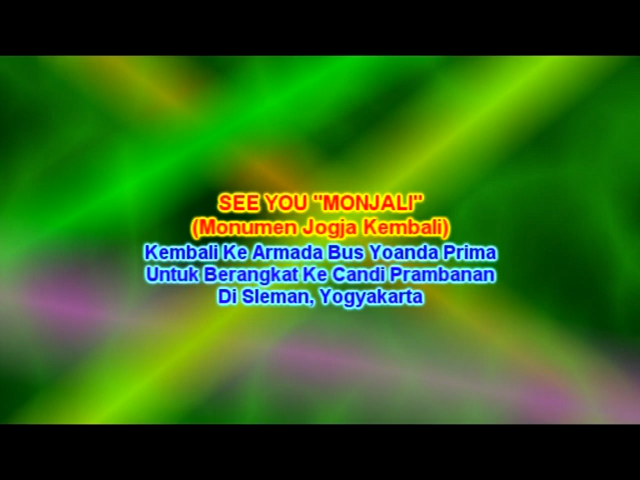 SEE YOU "MONJALI"
(Monumen Jogja Kembali)
Kembali Ke Armada Bus Yoanda Prima
Untuk Berangkat Ke Candi Prambanan
Di Sleman, Yogyakarta